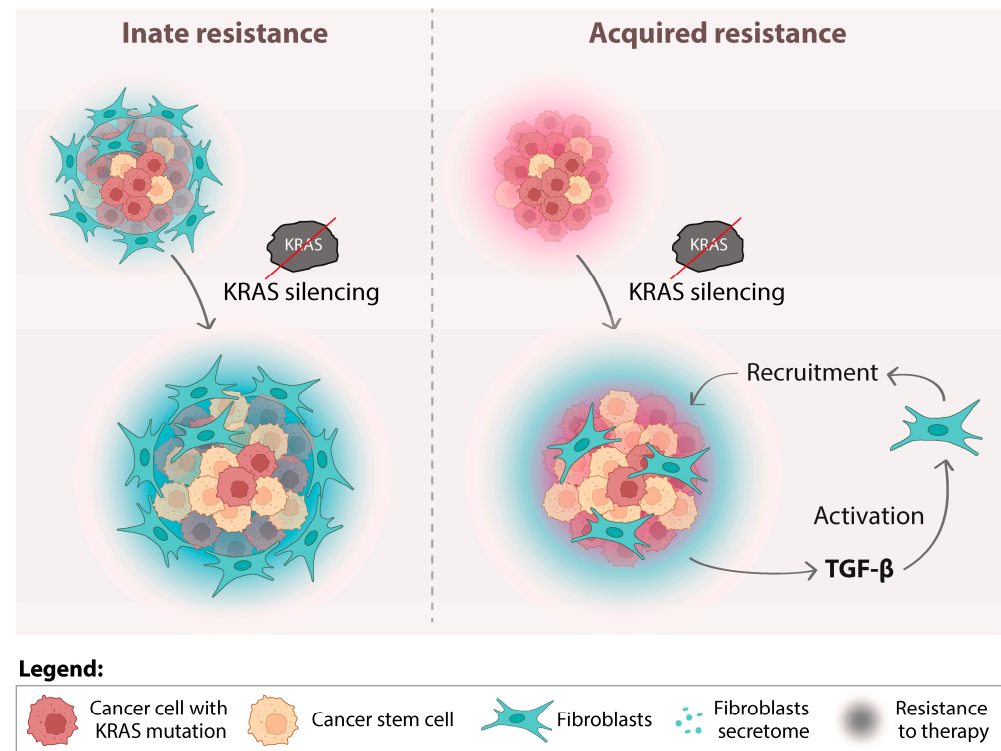 Inate resistance
Acquired resistance
KRAS
KRAS silencing
KRAS
KRAS silencing
Recruitment
Activation
TGF-β
Legend:
Cancer cell with
KRAS mutation
Cancer stem cell
Fibroblasts
Fibroblasts
secretome
Resistance
to therapy